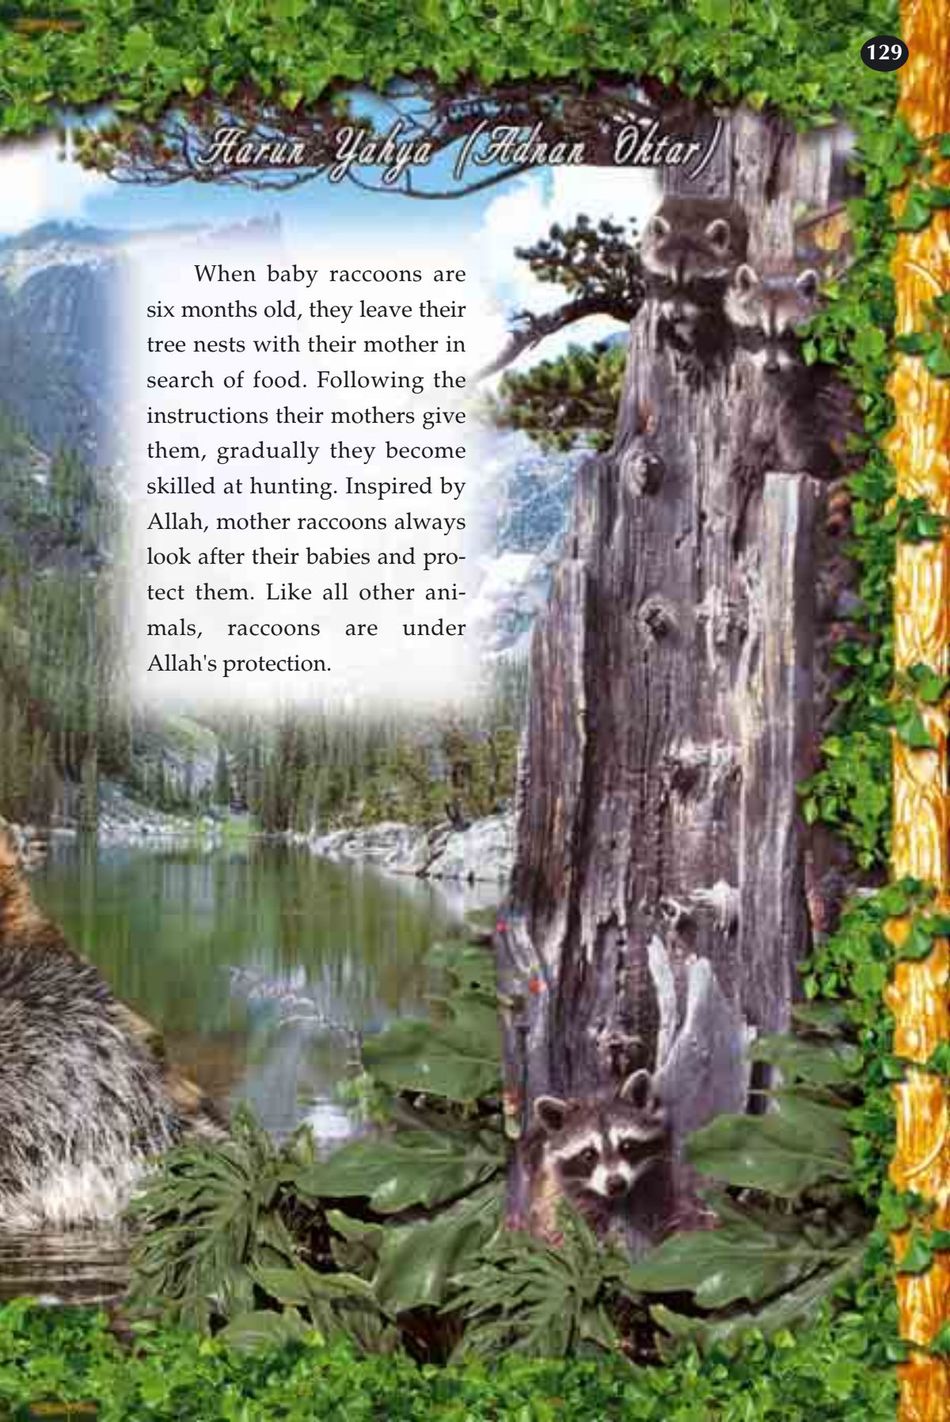 129
Harun Yahya (Adnan Oktar)
When baby raccoons are
six months old, they leave their
tree nests with their mother in
search of food. Following the
instructions their mothers give
them, gradually they become
skilled at hunting. Inspired by
Allah, mother raccoons always
look after their babies and pro-
tect them. Like all other ani-
mals, raccoons are under
Allah's protection.